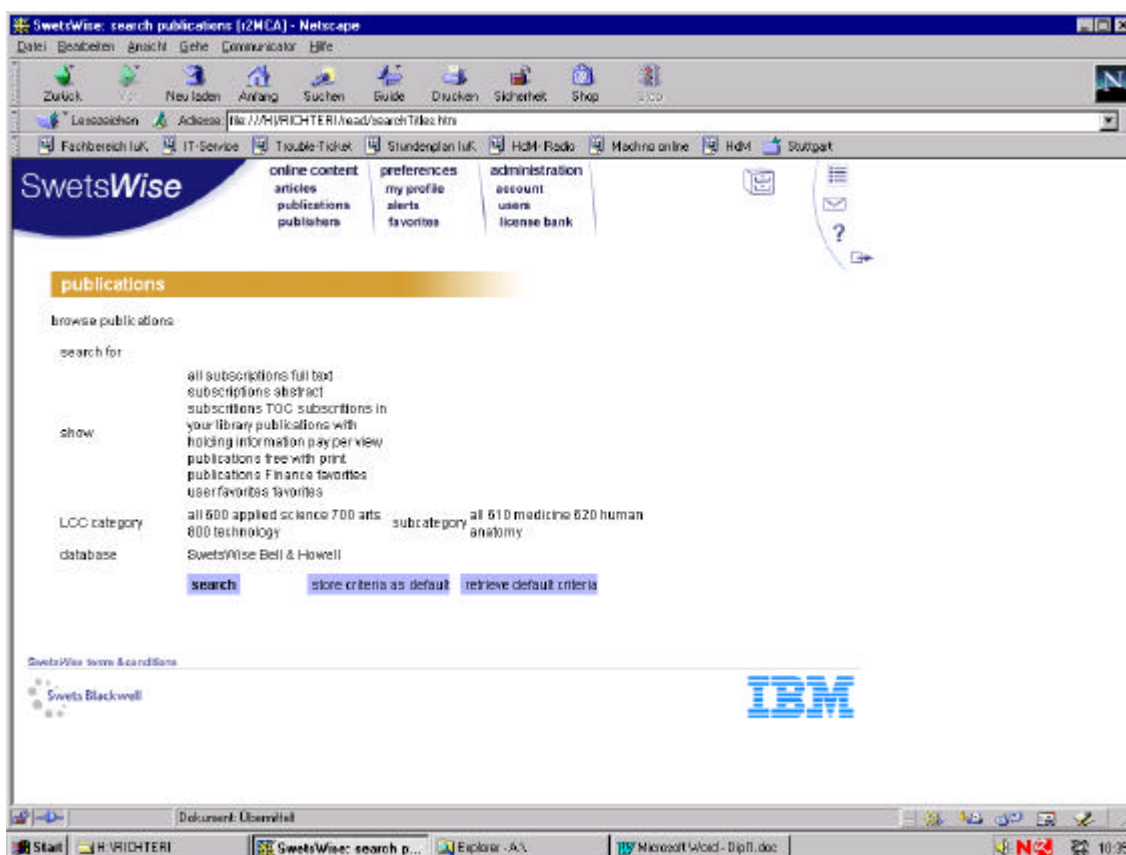 SwetsWise: search publications [r2MCA] - Netscape
Datei Bearbeiten Ansicht Gehe Communicator Hilfe
Zurück Vor Neu laden Anfang Suchen Guide Drucken Sicherheit Shop Stop
Lesezeichen Adresse file:///H|/RICHTERI/read/searchTitles.htm
Fachbereich IuK IT-Service Trouble-Ticket Stundenplan IuK HdM-Radio Machno online HdM Stuttgart
SwetsWise
online content preferences administration
articles my profile account
publications alerts users
publishers favorites license bank
?
publications
browse publications
search for
all subscriptions full text
subscriptions abstract
subscritions TOC subscritions in
show your library publications with
holding information pay per view
publications free with print
publications Finance favorites
user favorites favorites
LCC category all 600 applied science 700 arts subcategory all 610 medicine 620 human
800 technology anatomy
database SwetsWise Bell & Howell
search store criteria as default retrieve default criteria
SwetsWise terms & conditions
Swets Blackwell IBM
Dokument: Übermittelt
Start H:\RICHTERI SwetsWise: search p... Explorer - A:\ Microsoft Word - Dipl1.doc